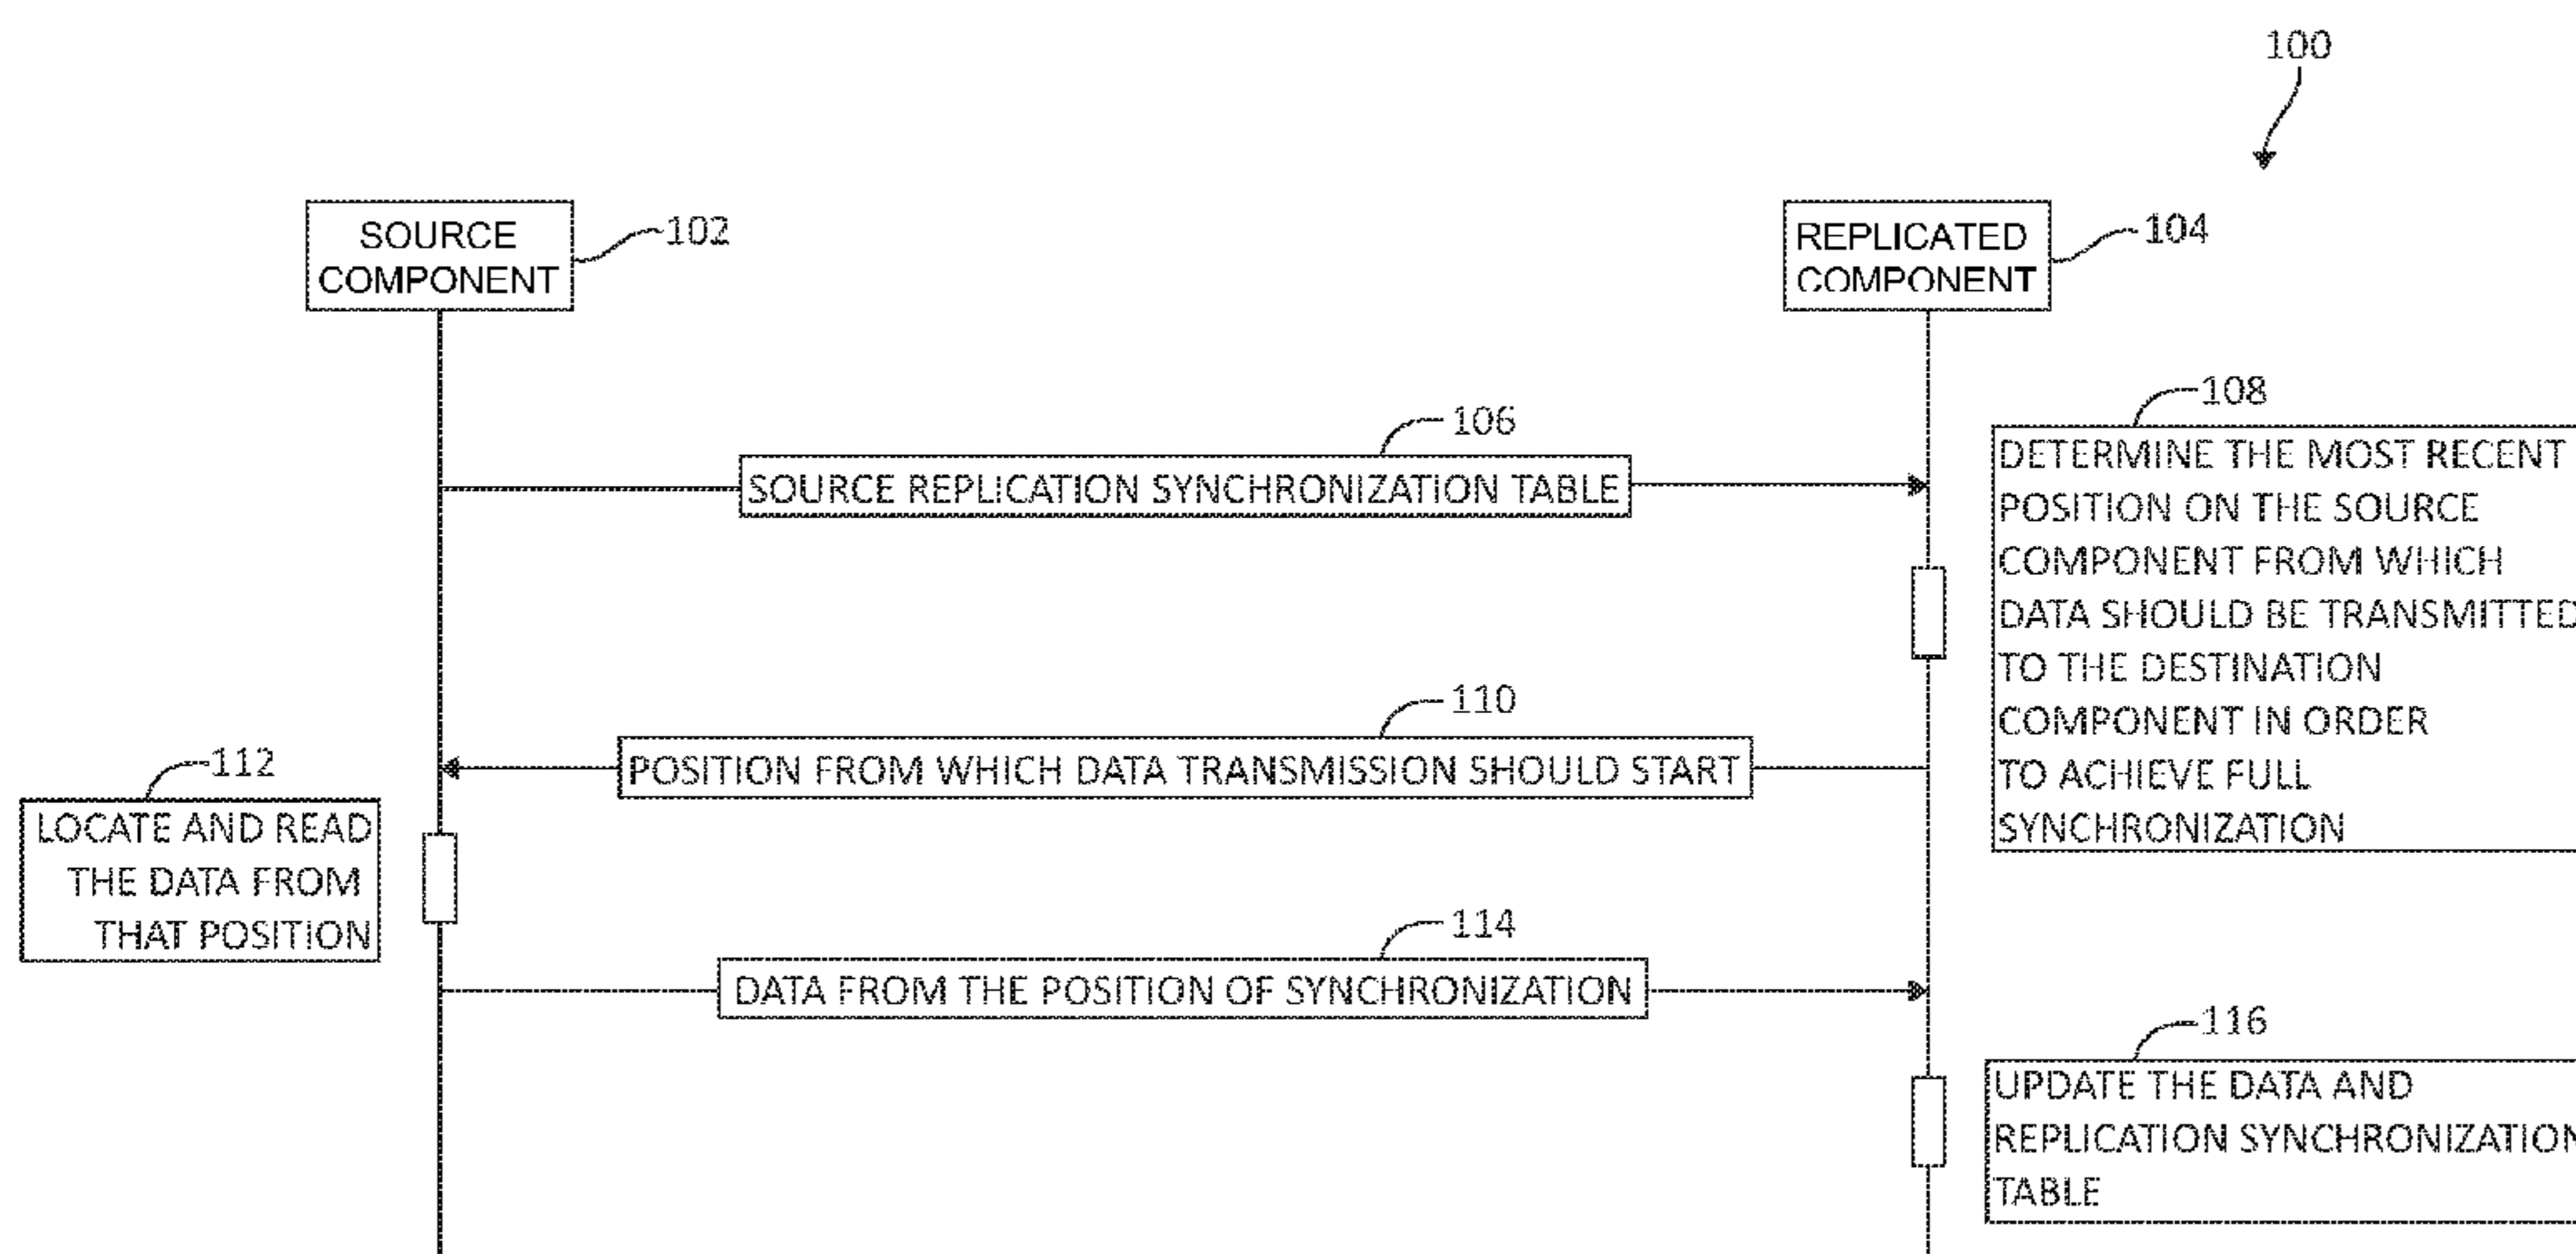 100
SOURCE
COMPONENT
102
REPLICATED
COMPONENT
104
106
SOURCE REPLICATION SYNCHRONIZATION TABLE
108
DETERMINE THE MOST RECENT
POSITION ON THE SOURCE
COMPONENT FROM WHICH
DATA SHOULD BE TRANSMITTED
TO THE DESTINATION
COMPONENT IN ORDER
TO ACHIEVE FULL
SYNCHRONIZATION
110
POSITION FROM WHICH DATA TRANSMISSION SHOULD START
112
LOCATE AND READ
THE DATA FROM
THAT POSITION
114
DATA FROM THE POSITION OF SYNCHRONIZATION
116
UPDATE THE DATA AND
REPLICATION SYNCHRONIZATION
TABLE